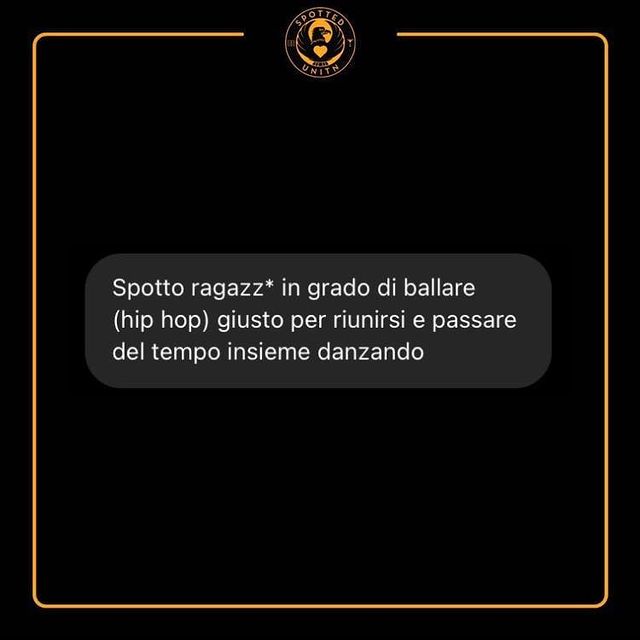 SPOTTED
UNITN
Spotto ragazz* in grado di ballare
(hip hop) giusto per riunirsi e passare
del tempo insieme danzando